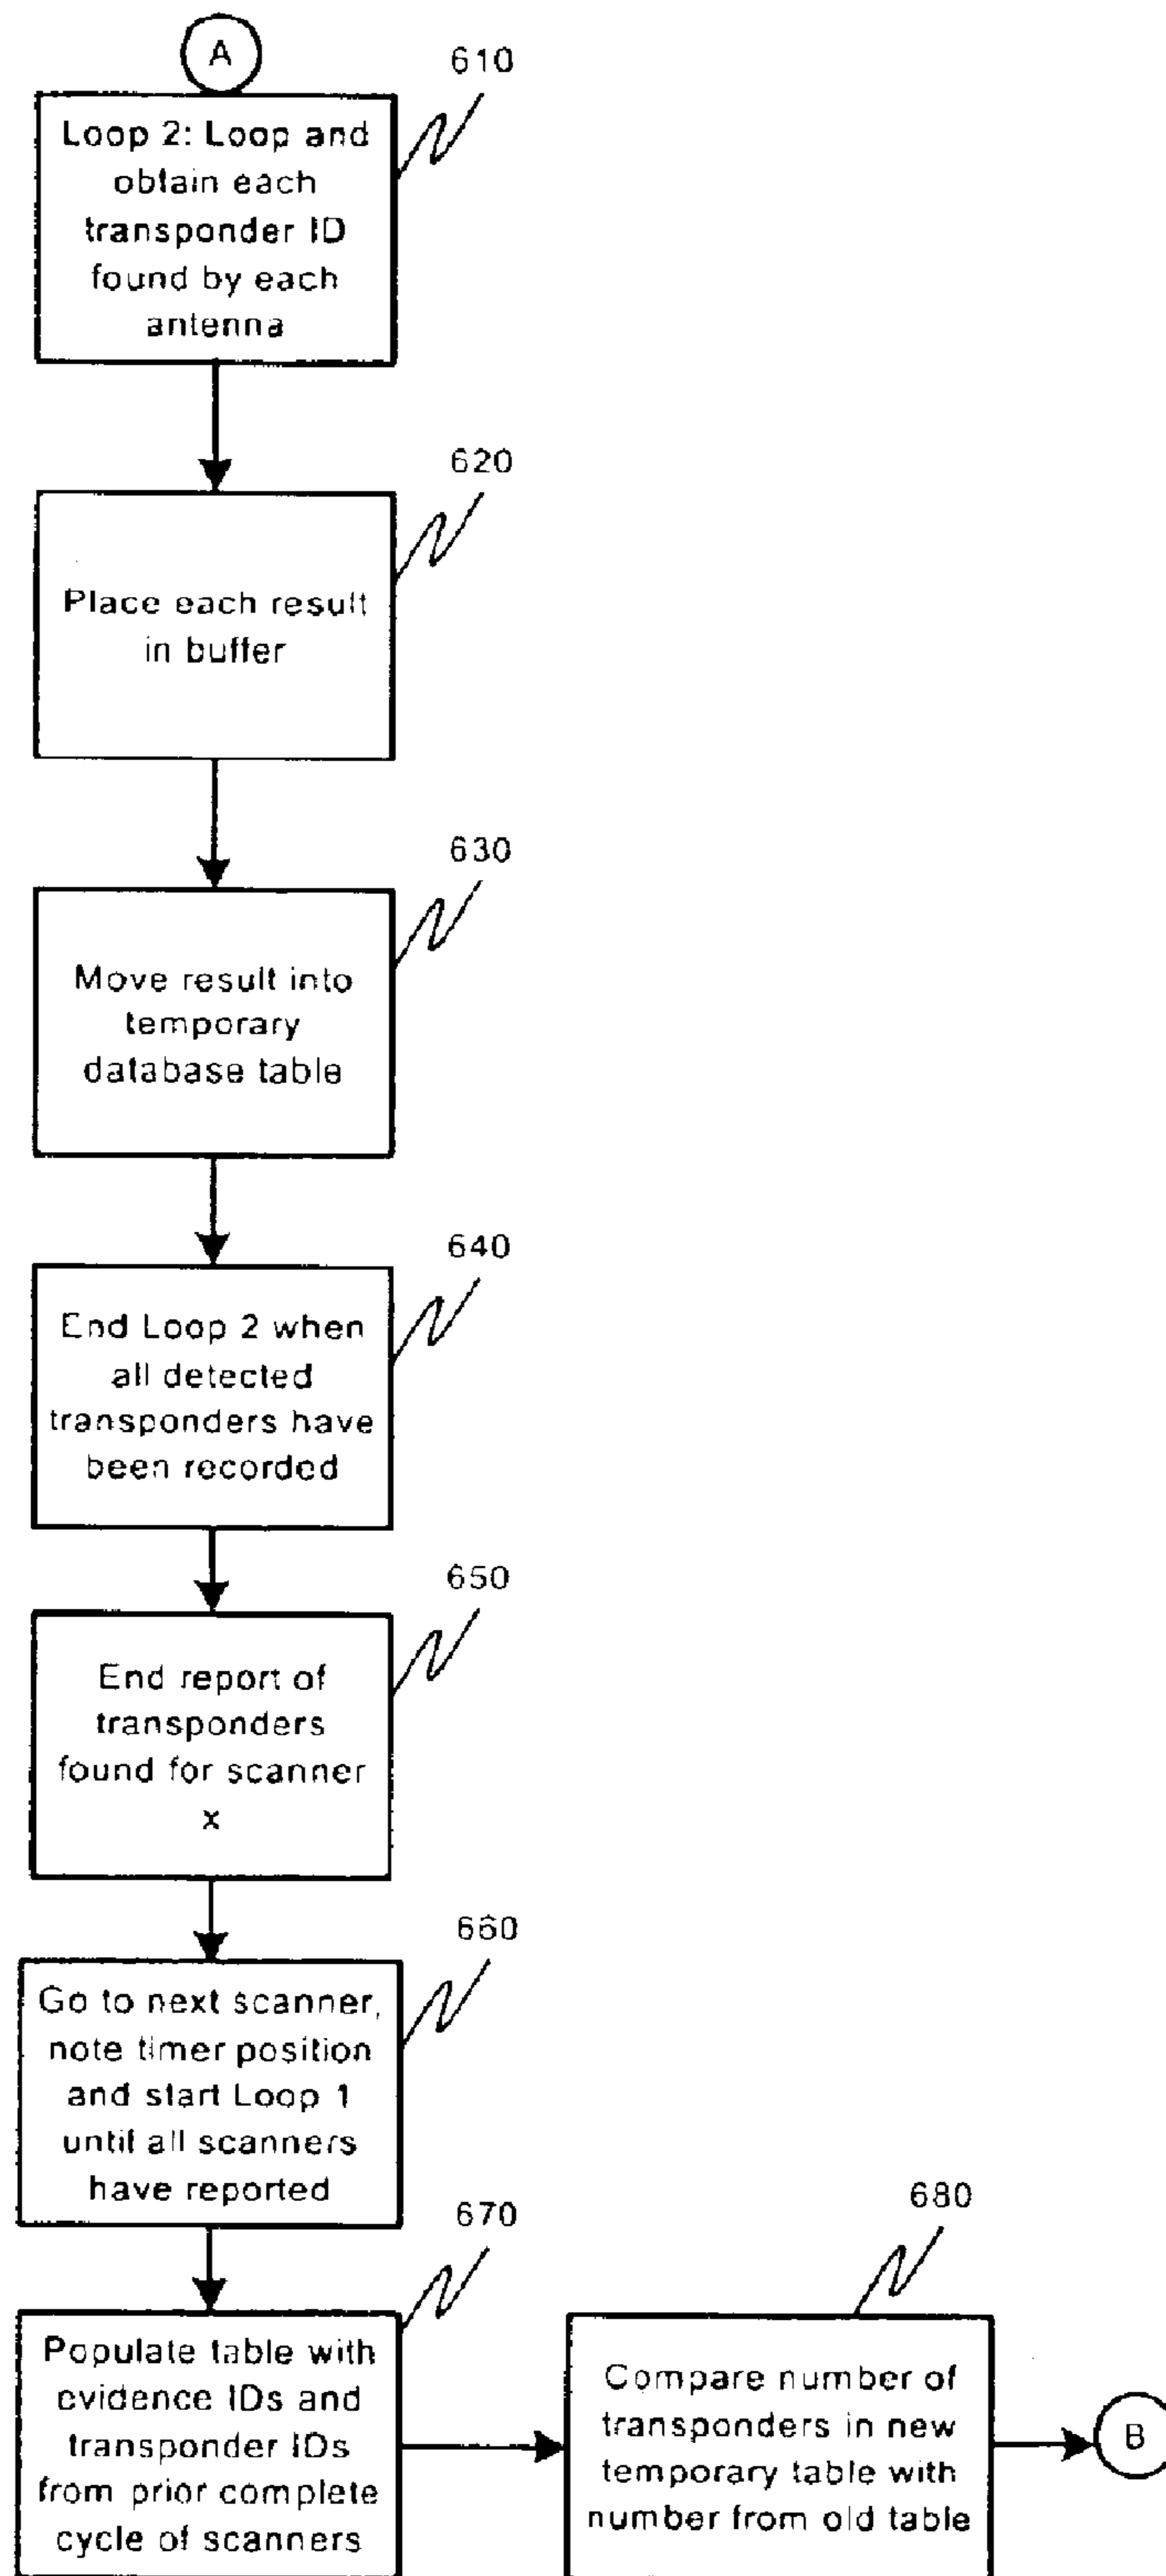 A
610
Loop 2: Loop and
obtain each
transponder ID
found by each
antenna
620
Place each result
in buffer
630
Move result into
temporary
database table
640
End Loop 2 when
all detected
transponders have
been recorded
650
End report of
transponders
found for scanner
x
660
Go to next scanner,
note timer position
and start Loop 1
until all scanners
have reported
670
Populate table with
evidence IDs and
transponder IDs
from prior complete
cycle of scanners
680
Compare number of
transponders in new
temporary table with
number from old table
B